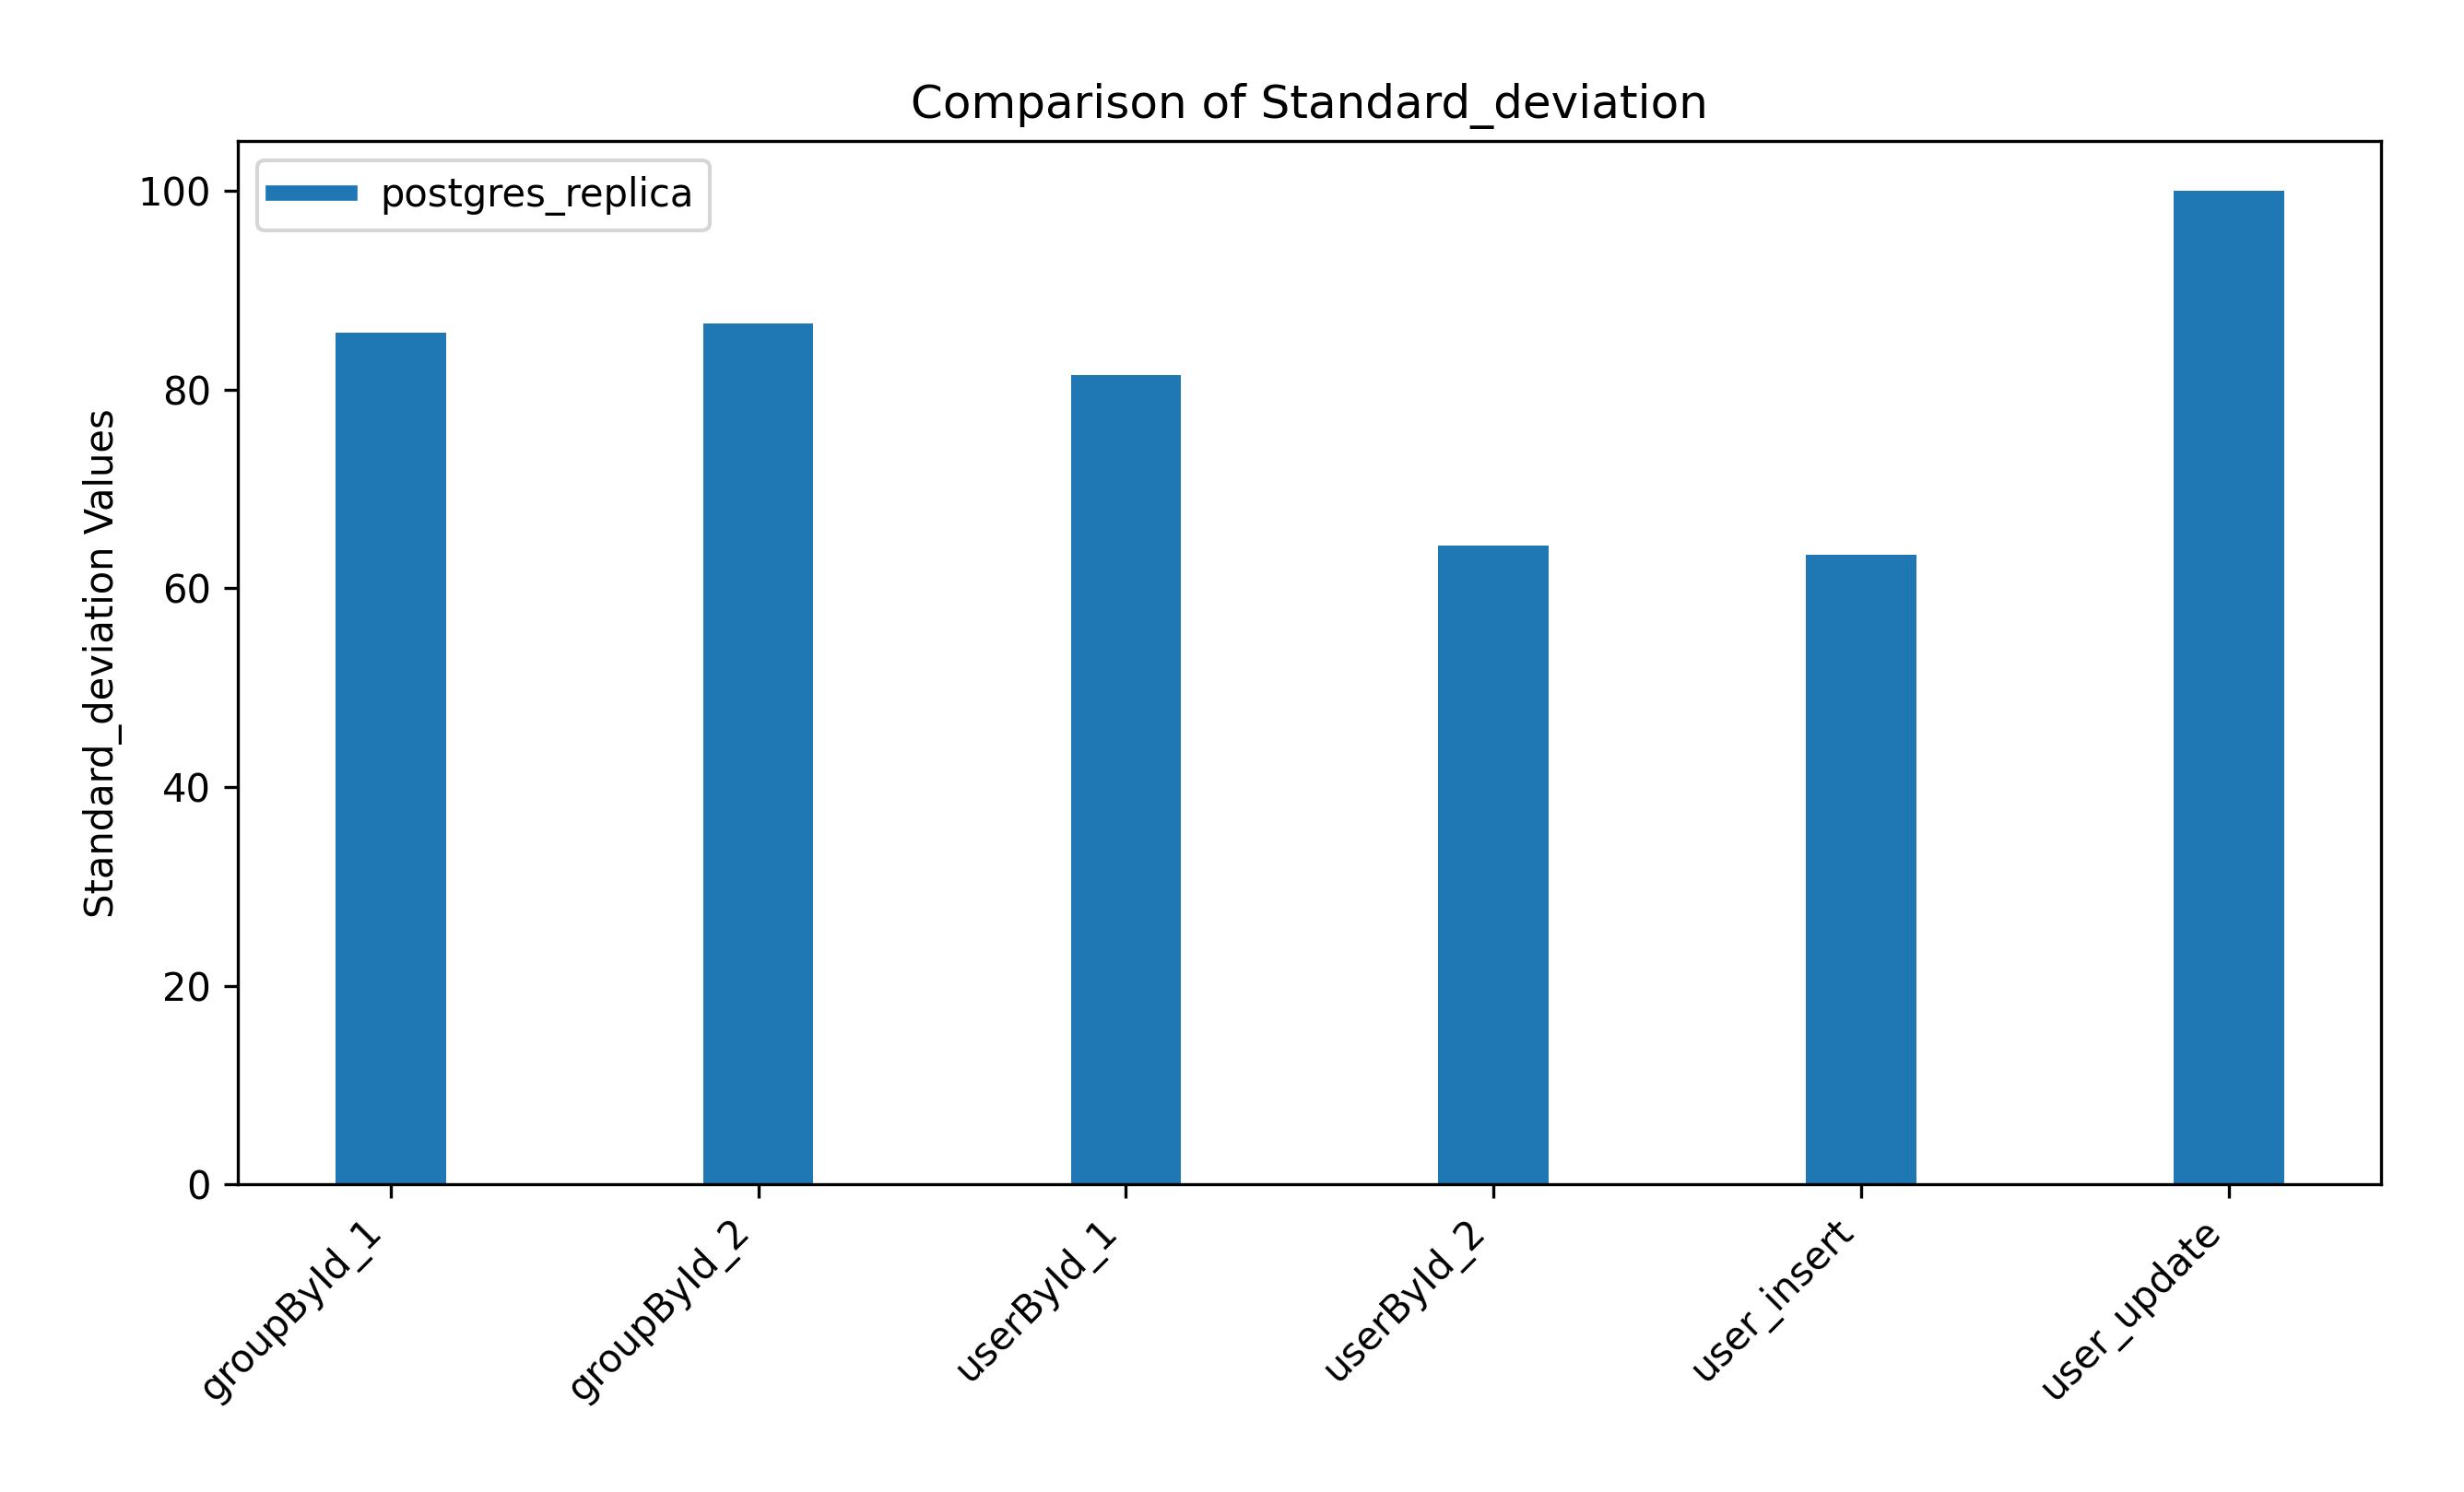 Comparison of Standard_deviation
postgres_replica
Standard_deviation Values
100
80
60
40
20
0
groupById_1
groupById_2
userById_1
userById_2
user_insert
user_update